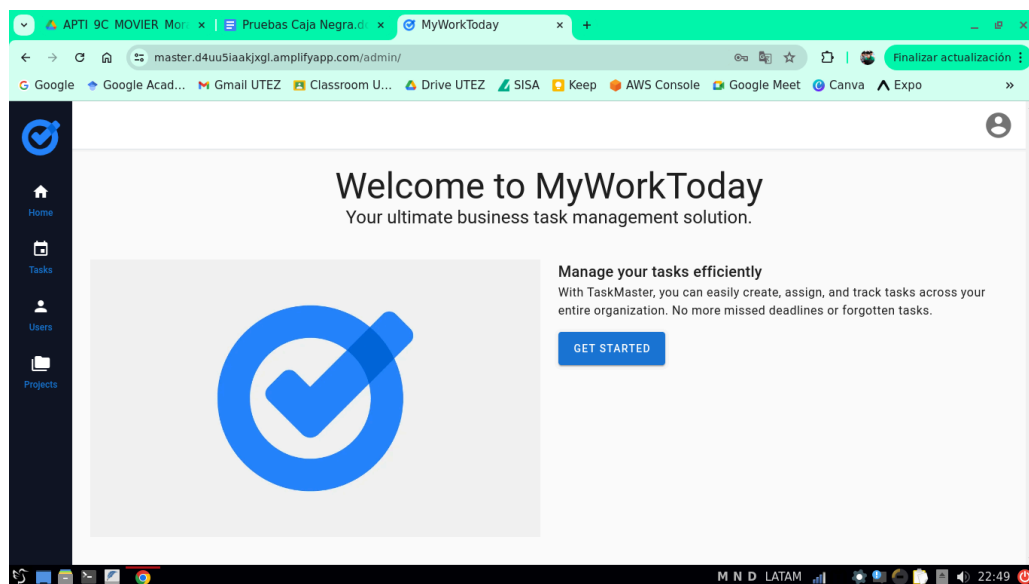 APTI 9C MOVIER Mor
Pruebas Caja Negra.d
MyWorkToday
master.d4uu5iaakjxgl.amplifyapp.com/admin/
Finalizar actualización
Google
Google Acad...
Gmail UTEZ
Classroom U...
Drive UTEZ
SISA
Keep
AWS Console
Google Meet
Canva
Expo
»
Home
Tasks
Users
Projects
Welcome to MyWorkToday
Your ultimate business task management solution.
Manage your tasks efficiently
With TaskMaster, you can easily create, assign, and track tasks across your
entire organization. No more missed deadlines or forgotten tasks.
GET STARTED
M N D LATAM
22:49